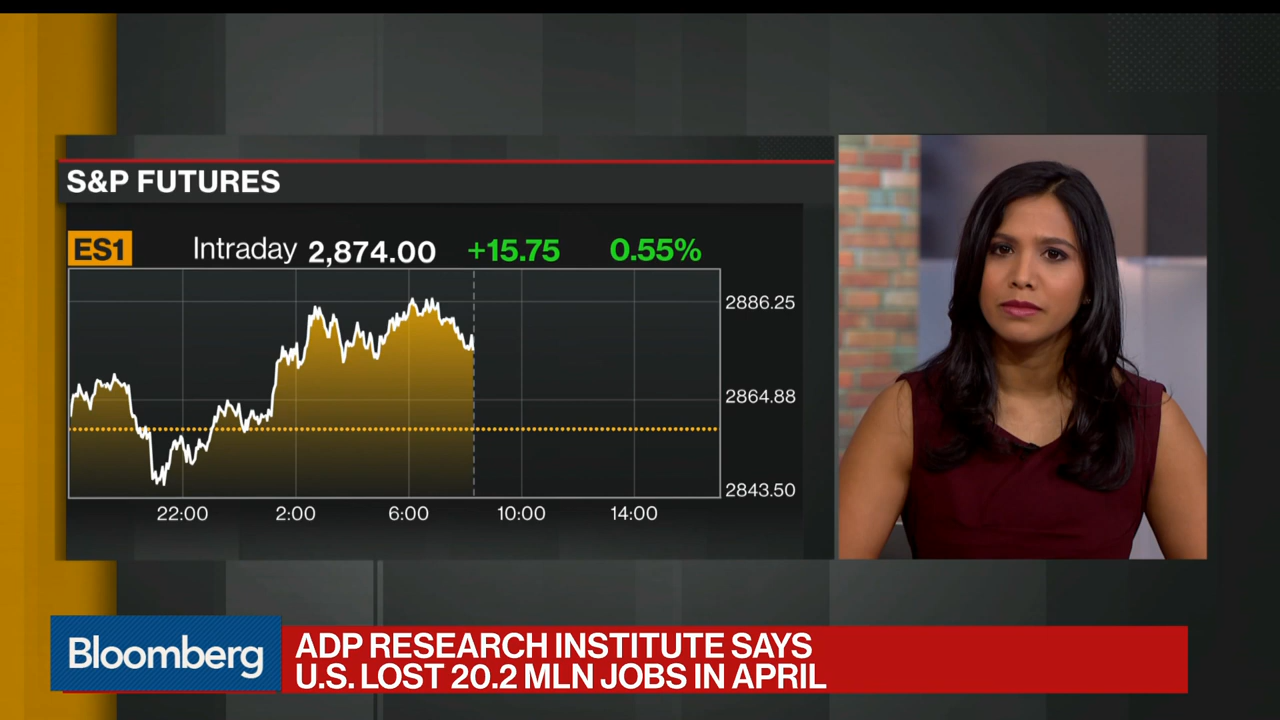 S&P FUTURES
ES1 Intraday 2,874.00 +15.75 0.55%
2886.25
2864.88
2843.50
22:00 2:00 6:00 10:00 14:00
Bloomberg
ADP RESEARCH INSTITUTE SAYS
U.S. LOST 20.2 MLN JOBS IN APRIL